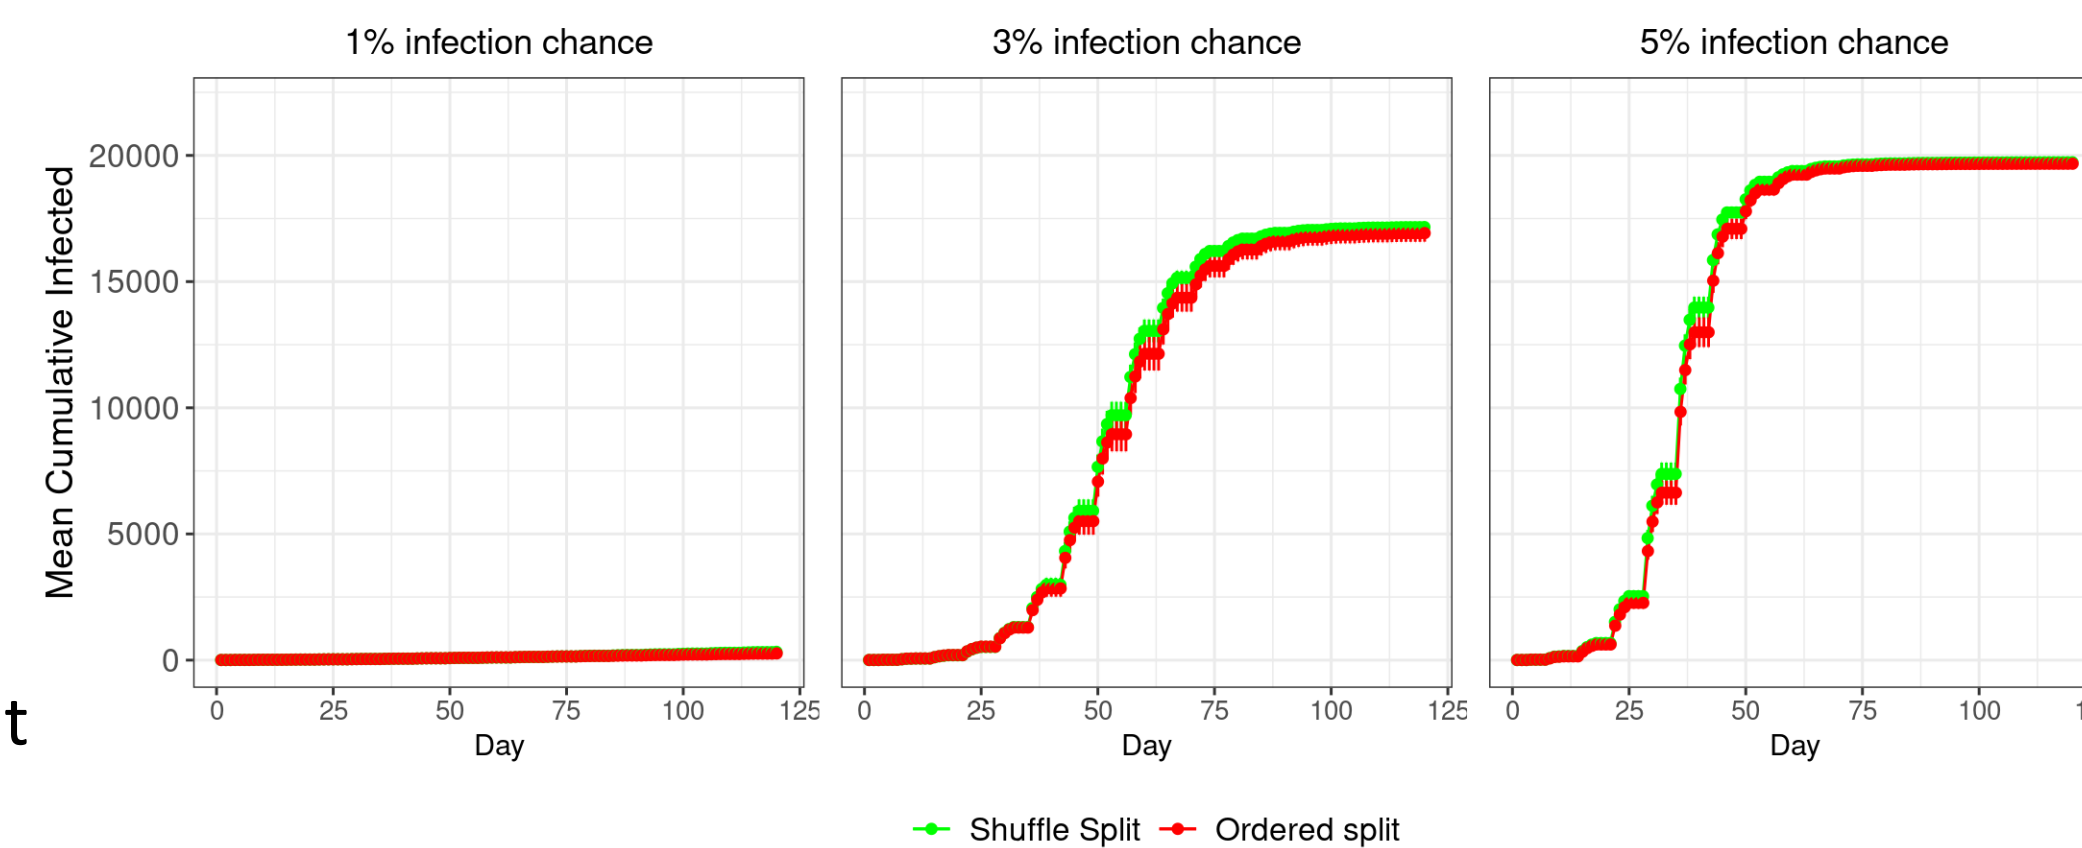 1% infection chance
3% infection chance
5% infection chance
Mean Cumulative Infected
20000
15000
10000
5000
0
0 25 50 75 100 125
0 25 50 75 100 125
0 25 50 75 100 1
Day
Day
Day
t
Shuffle Split
Ordered split